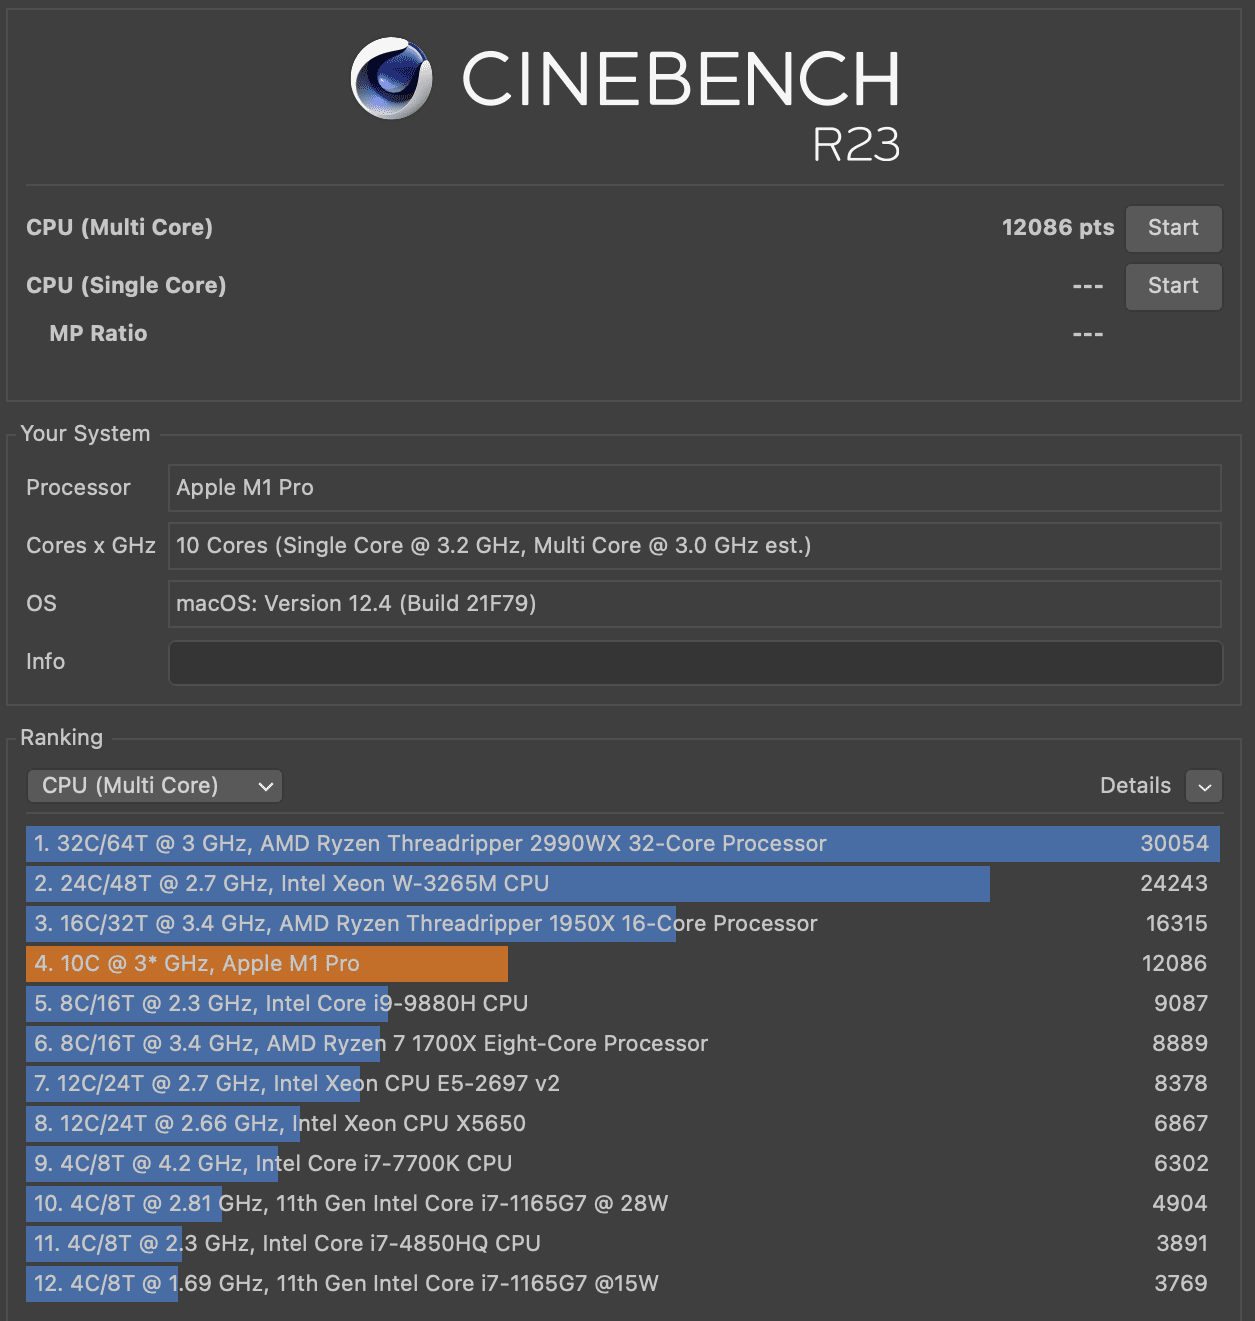 CINEBENCH
R23
CPU (Multi Core) 12086 pts Start
CPU (Single Core) --- Start
MP Ratio ---
Your System
Processor Apple M1 Pro
Cores x GHz 10 Cores (Single Core @ 3.2 GHz, Multi Core @ 3.0 GHz est.)
OS macOS: Version 12.4 (Build 21F79)
Info
Ranking
CPU (Multi Core) Details
1. 32C/64T @ 3 GHz, AMD Ryzen Threadripper 2990WX 32-Core Processor 30054
2. 24C/48T @ 2.7 GHz, Intel Xeon W-3265M CPU 24243
3. 16C/32T @ 3.4 GHz, AMD Ryzen Threadripper 1950X 16-Core Processor 16315
4. 10C @ 3* GHz, Apple M1 Pro 12086
5. 8C/16T @ 2.3 GHz, Intel Core i9-9880H CPU 9087
6. 8C/16T @ 3.4 GHz, AMD Ryzen 7 1700X Eight-Core Processor 8889
7. 12C/24T @ 2.7 GHz, Intel Xeon CPU E5-2697 v2 8378
8. 12C/24T @ 2.66 GHz, Intel Xeon CPU X5650 6867
9. 4C/8T @ 4.2 GHz, Intel Core i7-7700K CPU 6302
10. 4C/8T @ 2.81 GHz, 11th Gen Intel Core i7-1165G7 @ 28W 4904
11. 4C/8T @ 2.3 GHz, Intel Core i7-4850HQ CPU 3891
12. 4C/8T @ 1.69 GHz, 11th Gen Intel Core i7-1165G7 @15W 3769